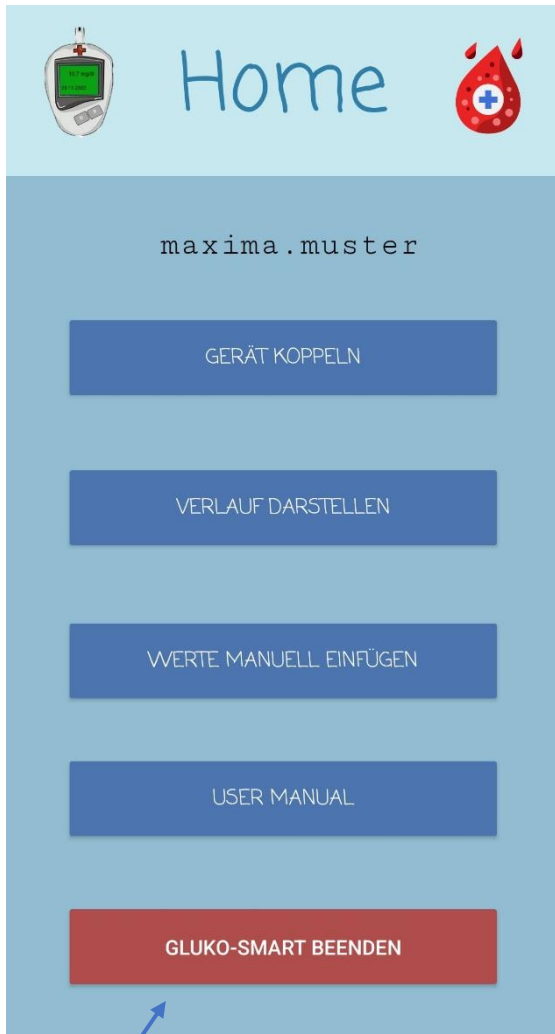 Home
maxima.muster
GERÄT KOPPELN
VERLAUF DARSTELLEN
WERTE MANUELL EINFÜGEN
USER MANUAL
GLUKO-SMART BEENDEN